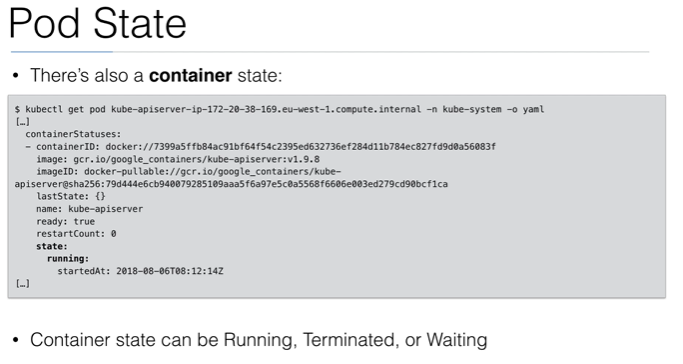 Pod State
• There's also a container state:
$ kubectl get pod kube-apiserver-ip-172-20-38-169.eu-west-1.compute.internal -n kube-system -o yaml
[…]
containerStatuses:
- containerID: docker://7399a5ffb84ac91bf64f54c2395ed632736ef284d11b784ec827fd9d0a56083f
image: gcr.io/google_containers/kube-apiserver:v1.9.8
imageID: docker-pullable://gcr.io/google_containers/kube-
apiserver@sha256:79d444e6cb940079285109aaa5f6a97e5c0a5568f6606e003ed279cd90bcf1ca
lastState: {}
name: kube-apiserver
ready: true
restartCount: 0
state:
running:
startedAt: 2018-08-06T08:12:14Z
[…]
• Container state can be Running, Terminated, or Waiting